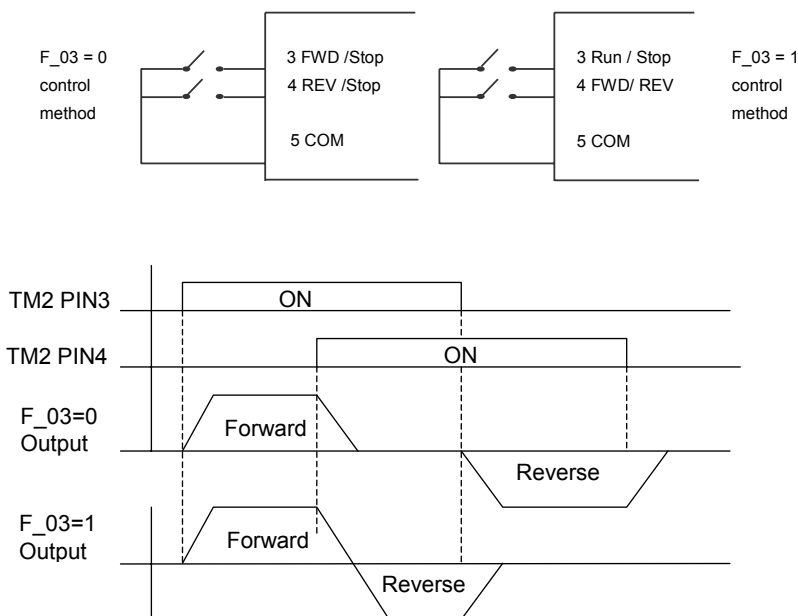 F_03 = 0
control
method
3 FWD /Stop
4 REV /Stop
5 COM
3 Run / Stop
4 FWD/ REV
5 COM
F_03 = 1
control
method
TM2 PIN3
ON
TM2 PIN4
ON
F_03=0
Output
Forward
Reverse
F_03=1
Output
Forward
Reverse